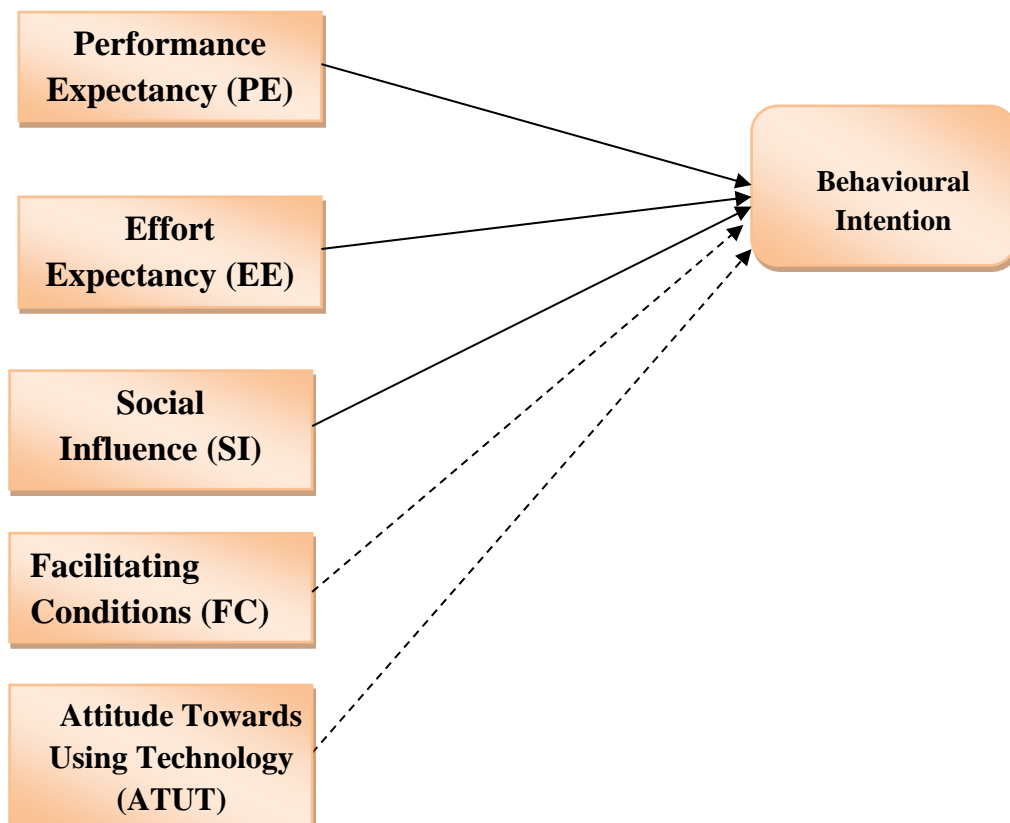 Performance
Expectancy (PE)
Behavioural
Intention
Effort
Expectancy (EE)
Social
Influence (SI)
Facilitating
Conditions (FC)
Attitude Towards
Using Technology
(ATUT)